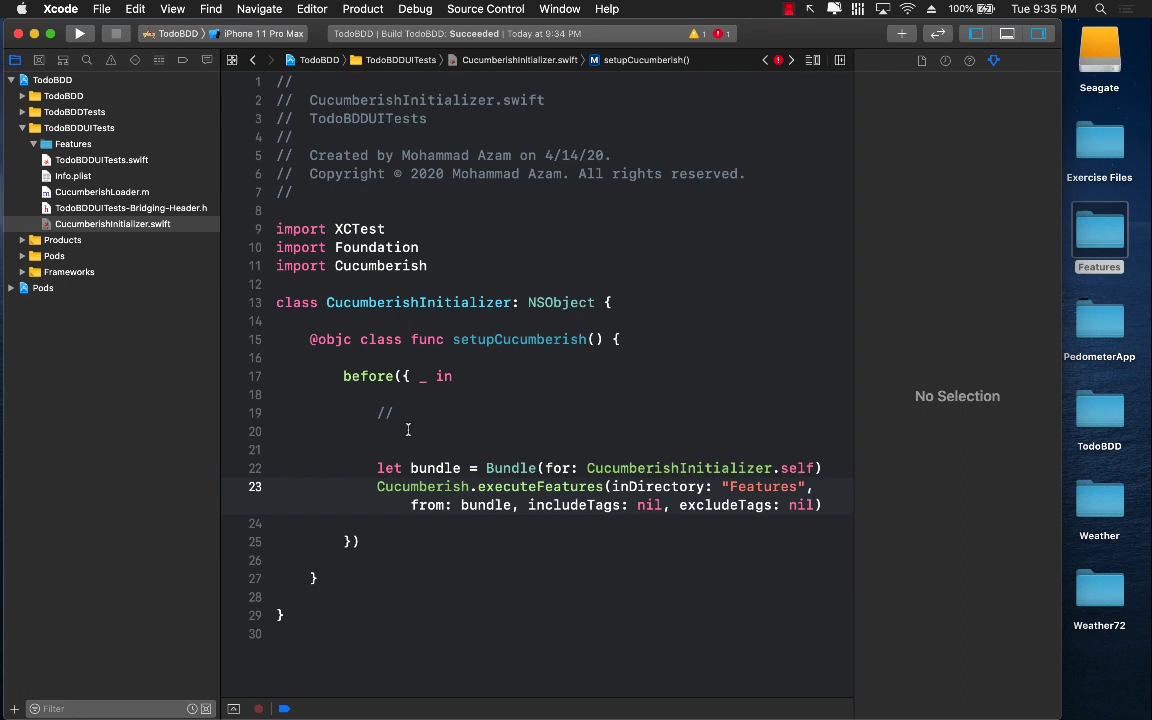 Xcode File Edit View Find Navigate Editor Product Debug Source Control Window Help 100% Tue 9:35 PM
TodoBDD iPhone 11 Pro Max TodoBDD | Build TodoBDD: Succeeded | Today at 9:34 PM 1 1
TodoBDD TodoBDDUITests CucumberishInitializer.swift M setupCucumberish()
TodoBDD
TodoBDD
TodoBDDTests
TodoBDDUITests
Features
TodoBDDUITests.swift
Info.plist
CucumberishLoader.m
TodoBDDUITests-Bridging-Header.h
CucumberishInitializer.swift
Products
Pods
Frameworks
Pods
1 //
2 // CucumberishInitializer.swift
3 // TodoBDDUITests
4 //
5 // Created by Mohammad Azam on 4/14/20.
6 // Copyright © 2020 Mohammad Azam. All rights reserved.
7 //
8
9 import XCTest
10 import Foundation
11 import Cucumberish
12
13 class CucumberishInitializer: NSObject {
14
15 @objc class func setupCucumberish() {
16
17 before({ _ in
18
19 //
20
21
22 let bundle = Bundle(for: CucumberishInitializer.self)
23 Cucumberish.executeFeatures(inDirectory: "Features",
from: bundle, includeTags: nil, excludeTags: nil)
24
25 })
26
27 }
28
29 }
30
No Selection
Seagate
Exercise Files
Features
PedometerApp
TodoBDD
Weather
Weather72
Filter